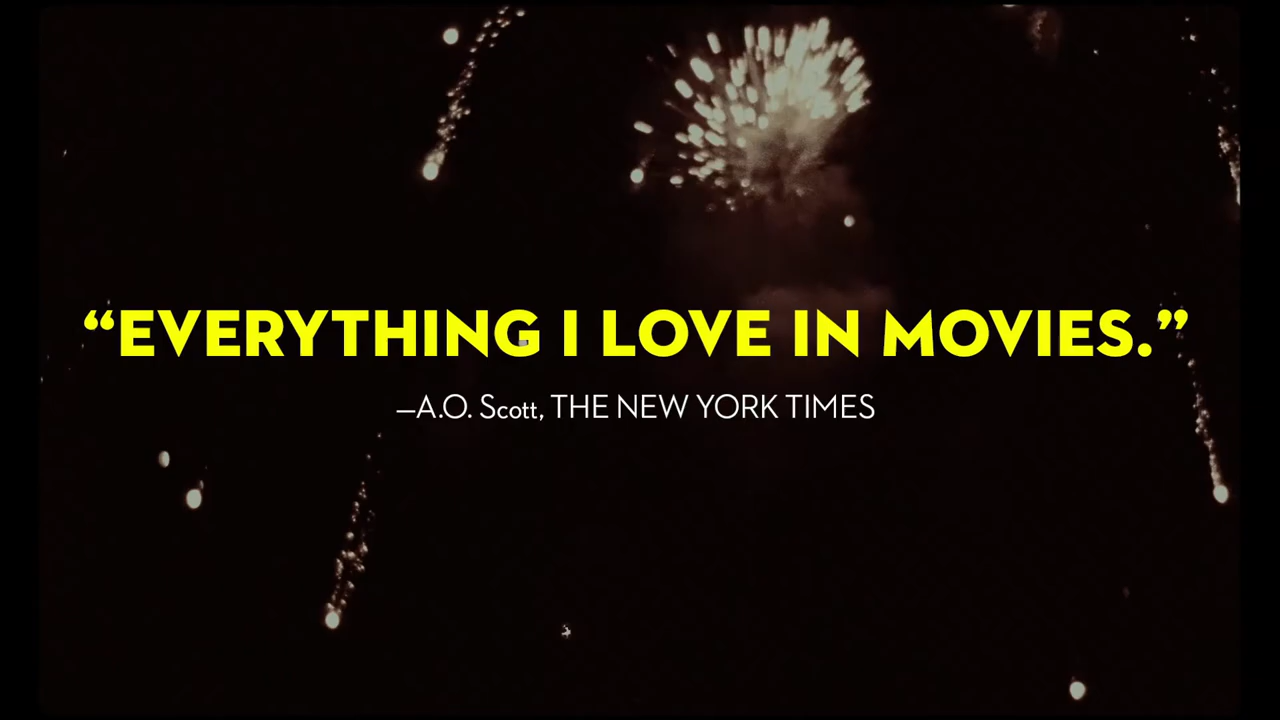 “EVERYTHING I LOVE IN MOVIES.”
—A.O. Scott, THE NEW YORK TIMES